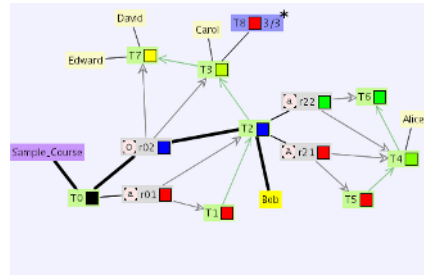 David
T8 3/3 *
Carol
Edward
T7
T3
a r22
T6
T2
Alice
Sample_Course
o r02
A r21
T4
T0
a r01
Bob
T5
T1